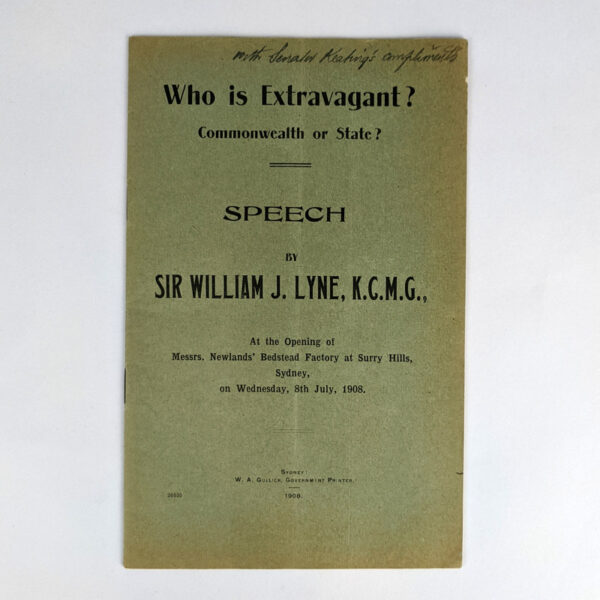 with Senator Keating's compliments
Who is Extravagant?
Commonwealth or State?
SPEECH
BY
SIR WILLIAM J. LYNE, K.C.M.G.,
At the Opening of
Messrs. Newlands' Bedstead Factory at Surry Hills,
Sydney,
on Wednesday, 8th July, 1908.
SYDNEY:
W. A. GULLICK, GOVERNMENT PRINTER.
1908.